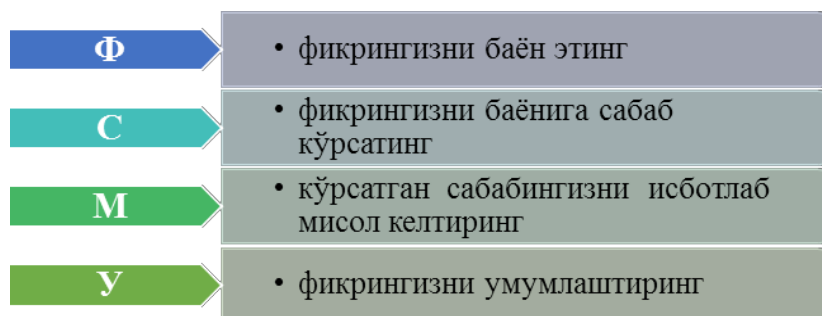 Ф
• фикрингизни баён этинг
С
• фикрингизни баёнига сабаб
кўрсатинг
М
• кўрсатган сабабингизни исботлаб
мисол келтиринг
У
• фикрингизни умумлаштиринг